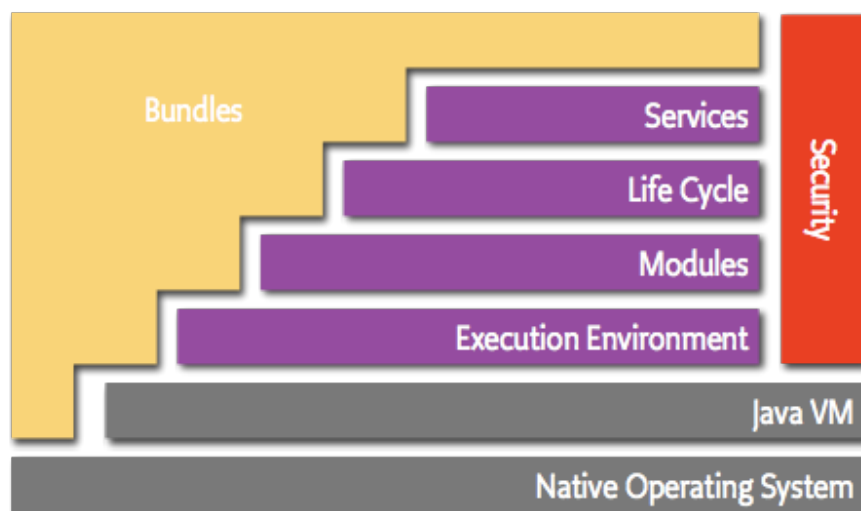 Bundles
Services
Life Cycle
Modules
Execution Environment
Java VM
Native Operating System
Security